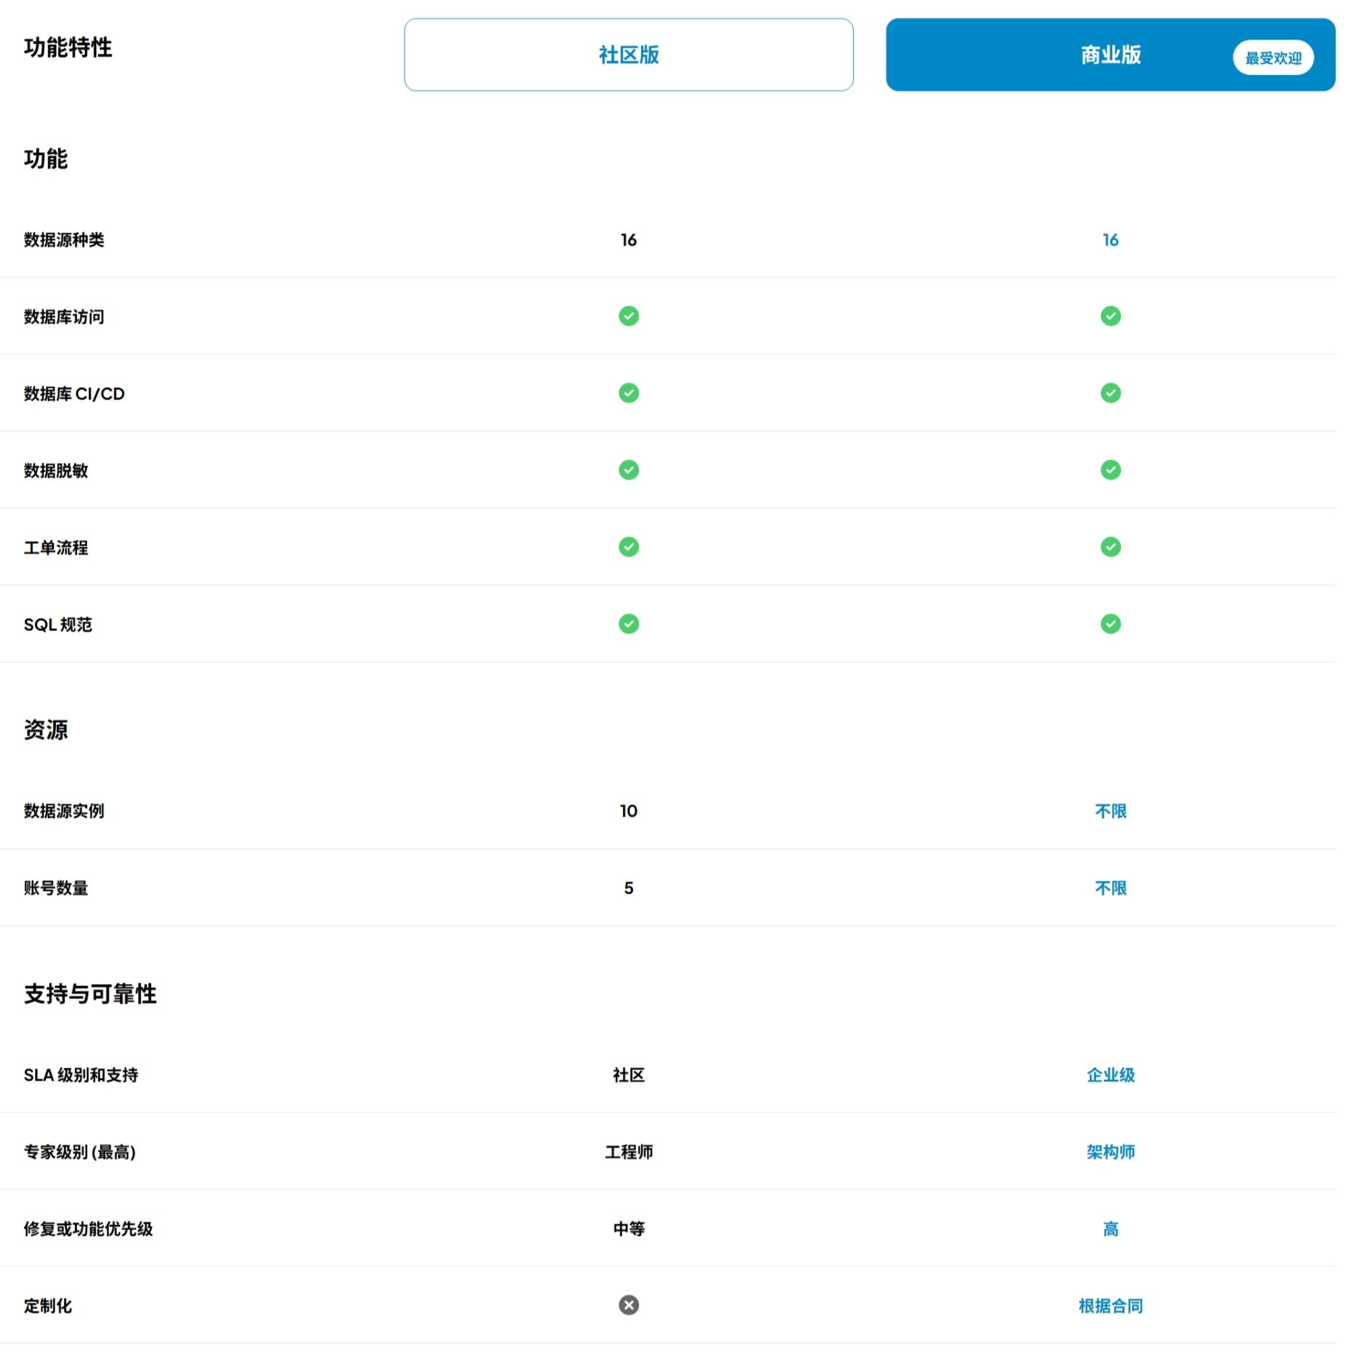 功能特性 社区版 商业版 最受欢迎
功能
数据源种类 16 16
数据库访问
数据库 CI/CD
数据脱敏
工单流程
SQL 规范
资源
数据源实例 10 不限
账号数量 5 不限
支持与可靠性
SLA 级别和支持 社区 企业级
专家级别 (最高) 工程师 架构师
修复或功能优先级 中等 高
定制化 根据合同